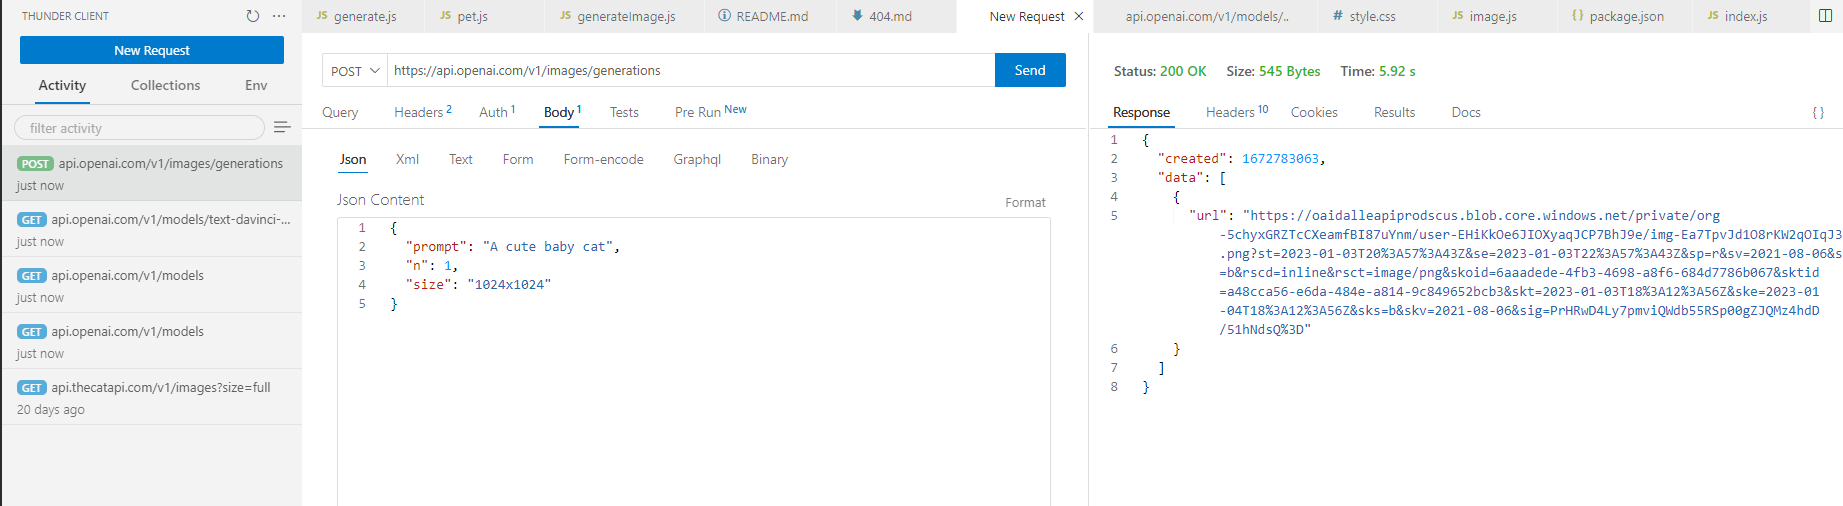 THUNDER CLIENT
New Request
Activity Collections Env
filter activity
POST api.openai.com/v1/images/generations
just now
GET api.openai.com/v1/models/text-davinci-...
just now
GET api.openai.com/v1/models
just now
GET api.openai.com/v1/models
just now
GET api.thecatapi.com/v1/images?size=full
20 days ago
JS generate.js JS pet.js JS generateImage.js README.md 404.md New Request api.openai.com/v1/models/.. # style.css JS image.js {} package.json JS index.js
POST https://api.openai.com/v1/images/generations Send
Query Headers 2 Auth 1 Body 1 Tests Pre Run New
Json Xml Text Form Form-encode Graphql Binary
Json Content Format
1 {
2 "prompt": "A cute baby cat",
3 "n": 1,
4 "size": "1024x1024"
5 }
Status: 200 OK Size: 545 Bytes Time: 5.92 s
Response Headers 10 Cookies Results Docs { }
1 {
2 "created": 1672783063,
3 "data": [
4 {
5 "url": "https://oaidalleapiprodscus.blob.core.windows.net/private/org
-5chyxGRZTcCXeamfBI87uYnm/user-EHiKkOe6JIOXyaqJCP7BhJ9e/img-Ea7TpvJd1O8rKW2qOIqJ3
.png?st=2023-01-03T20%3A57%3A43Z&se=2023-01-03T22%3A57%3A43Z&sp=r&sv=2021-08-06&s
=b&rscd=inline&rsct=image/png&skoid=6aaadede-4fb3-4698-a8f6-684d7786b067&sktid
=a48cca56-e6da-484e-a814-9c849652bcb3&skt=2023-01-03T18%3A12%3A56Z&ske=2023-01
-04T18%3A12%3A56Z&sks=b&skv=2021-08-06&sig=PrHRwD4Ly7pmviQWdb55RSp00gZJQMz4hdD
/51hNdsQ%3D"
6 }
7 ]
8 }